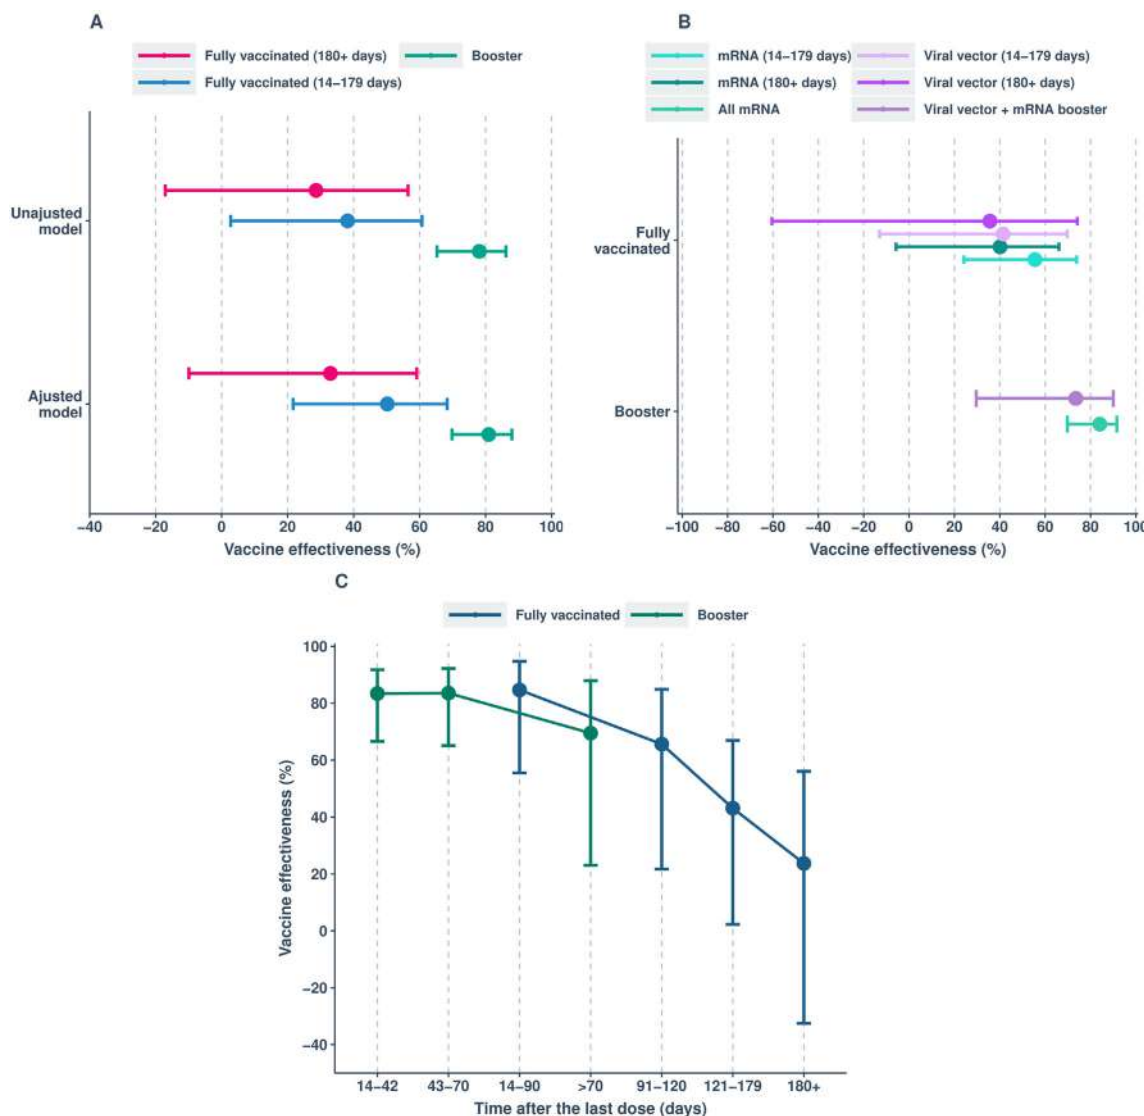 A
Fully vaccinated (180+ days)
Booster
Fully vaccinated (14–179 days)
Unajusted
model
Ajusted
model
−40 −20 0 20 40 60 80 100
Vaccine effectiveness (%)
B
mRNA (14–179 days)
Viral vector (14–179 days)
mRNA (180+ days)
Viral vector (180+ days)
All mRNA
Viral vector + mRNA booster
Fully
vaccinated
Booster
−100 −80 −60 −40 −20 0 20 40 60 80 100
Vaccine effectiveness (%)
C
Fully vaccinated
Booster
Vaccine effectiveness (%)
100
80
60
40
20
0
−20
−40
14–42 43–70 14–90 >70 91–120 121–179 180+
Time after the last dose (days)